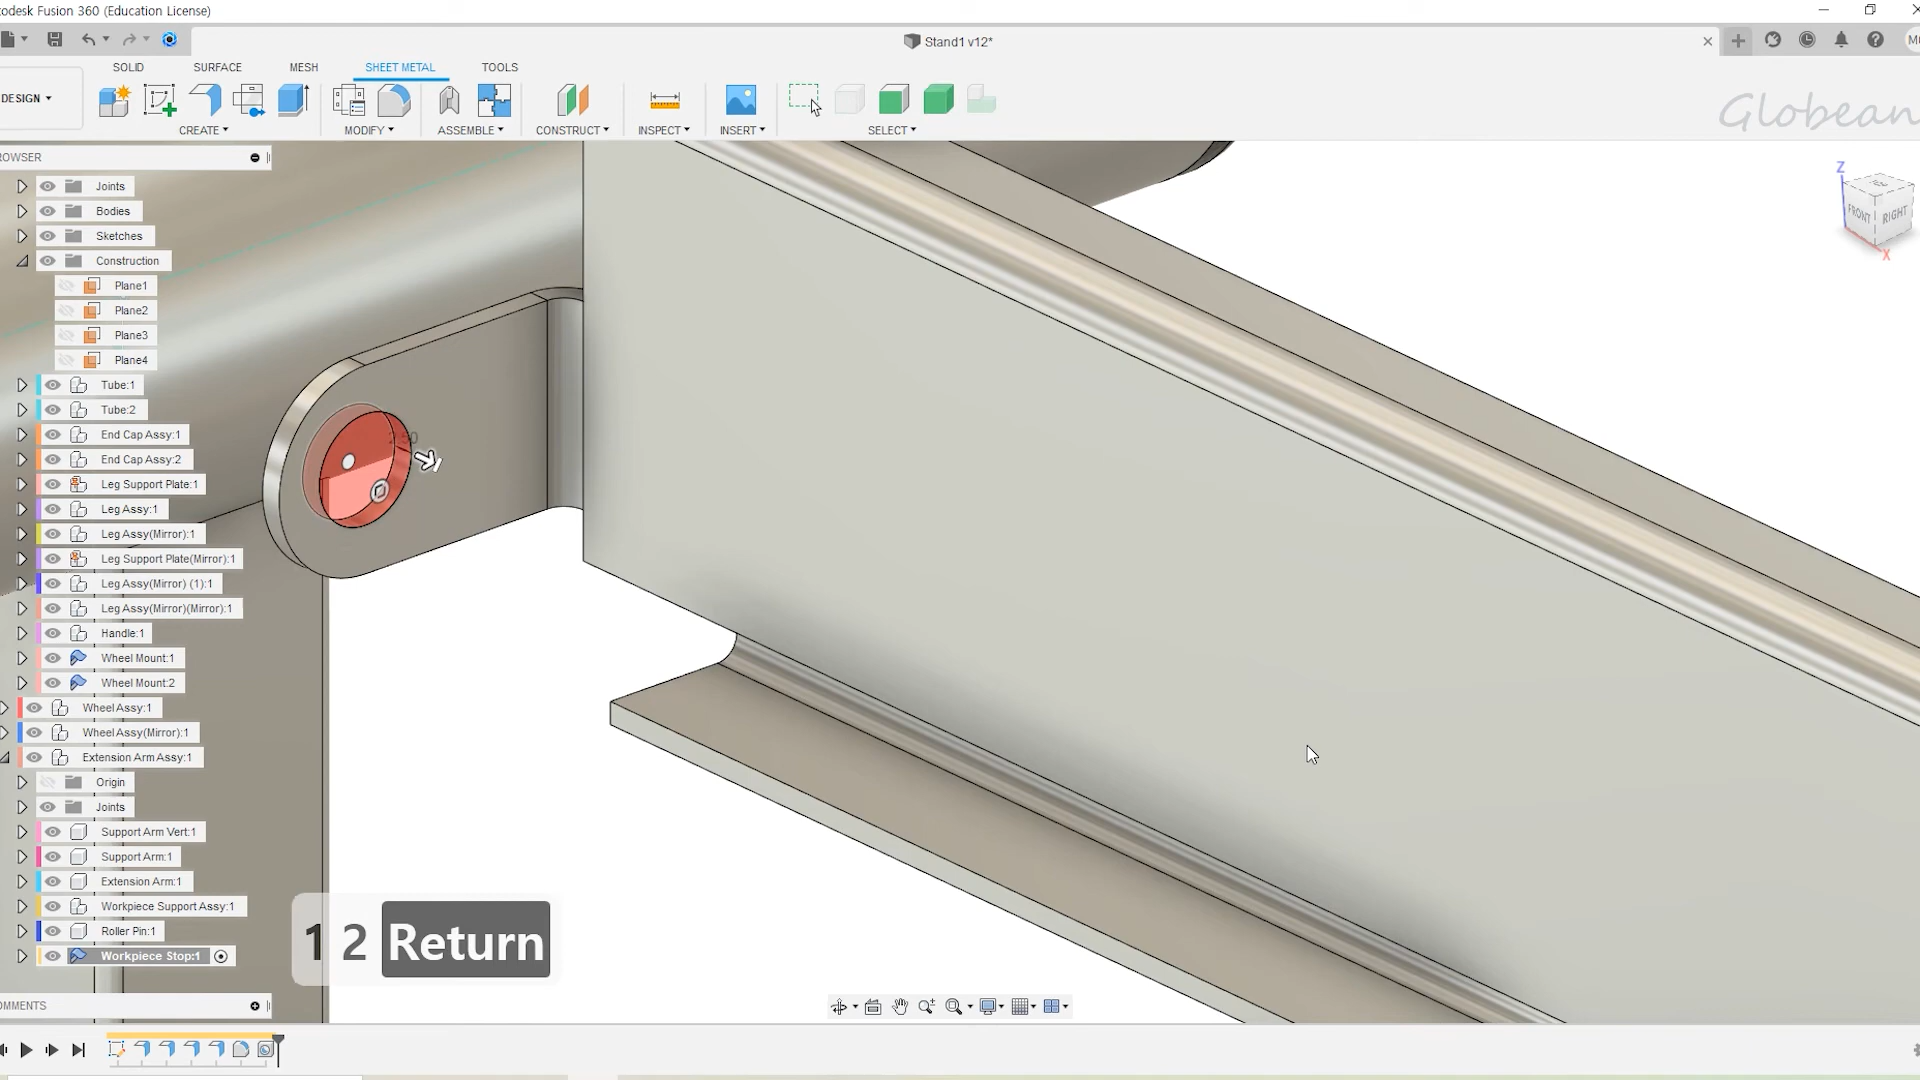 odesk Fusion 360 (Education License)
Stand1 v12*
DESIGN
SOLID
SURFACE
MESH
SHEET METAL
TOOLS
CREATE
MODIFY
ASSEMBLE
CONSTRUCT
INSPECT
INSERT
SELECT
Globean
ROWSER
Joints
Bodies
Sketches
Construction
Plane1
Plane2
Plane3
Plane4
Tube:1
Tube:2
End Cap Assy:1
End Cap Assy:2
Leg Support Plate:1
Leg Assy:1
Leg Assy(Mirror):1
Leg Support Plate(Mirror):1
Leg Assy(Mirror) (1):1
Leg Assy(Mirror)(Mirror):1
Handle:1
Wheel Mount:1
Wheel Mount:2
Wheel Assy:1
Wheel Assy(Mirror):1
Extension Arm Assy:1
Origin
Joints
Support Arm Vert:1
Support Arm:1
Extension Arm:1
Workpiece Support Assy:1
Roller Pin:1
Workpiece Stop:1
OMMENTS
Z
TOP
FRONT
RIGHT
X
1 2 Return